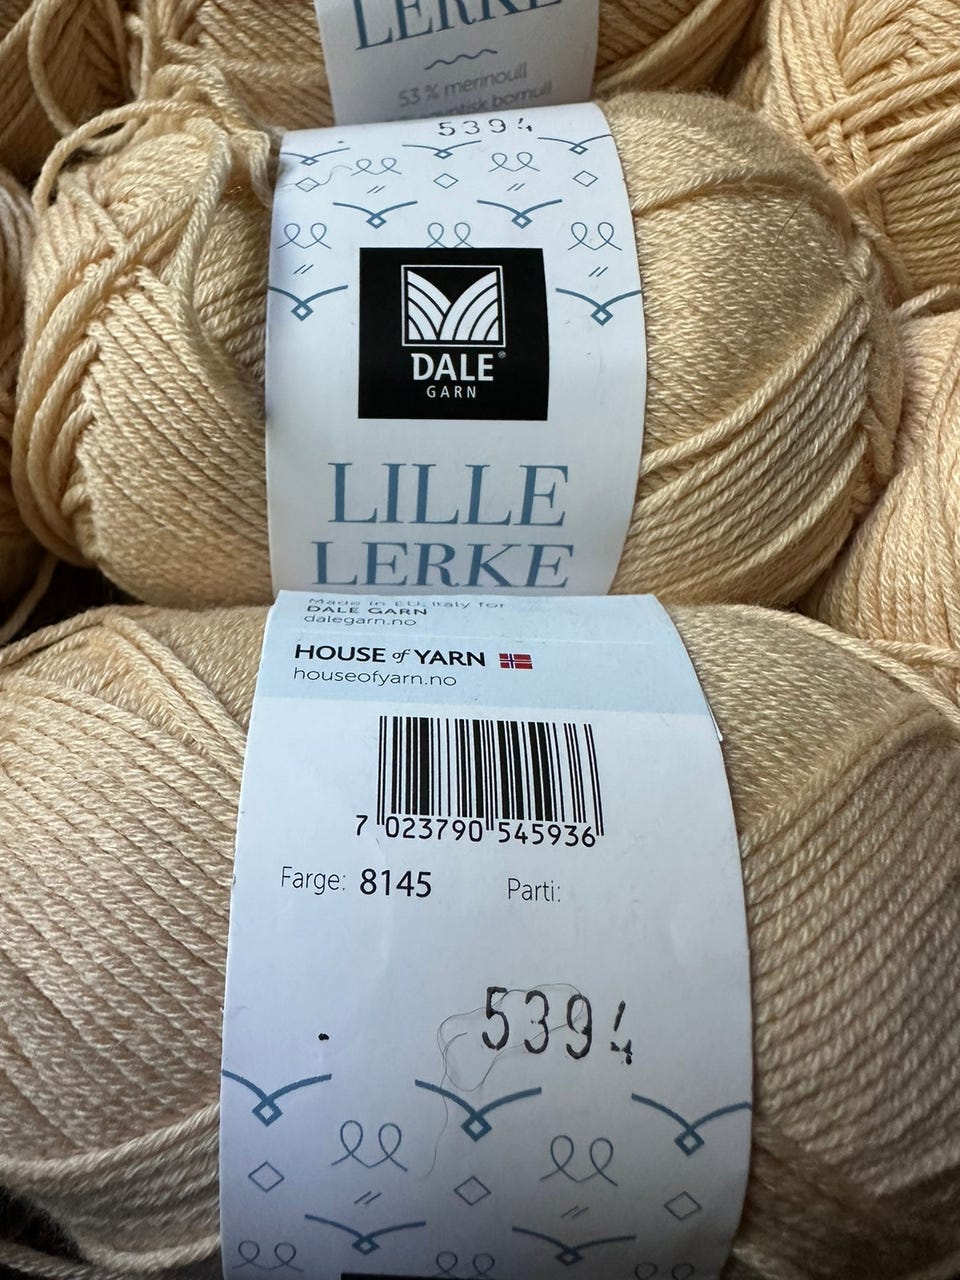 LERKE
53 % merinoull
bomull
5394
DALE®
GARN
LILLE
LERKE
Made in EU, Italy for
DALE GARN
dalegarn.no
HOUSE of YARN
houseofyarn.no
7 023790 545936
Farge: 8145 Parti:
5394